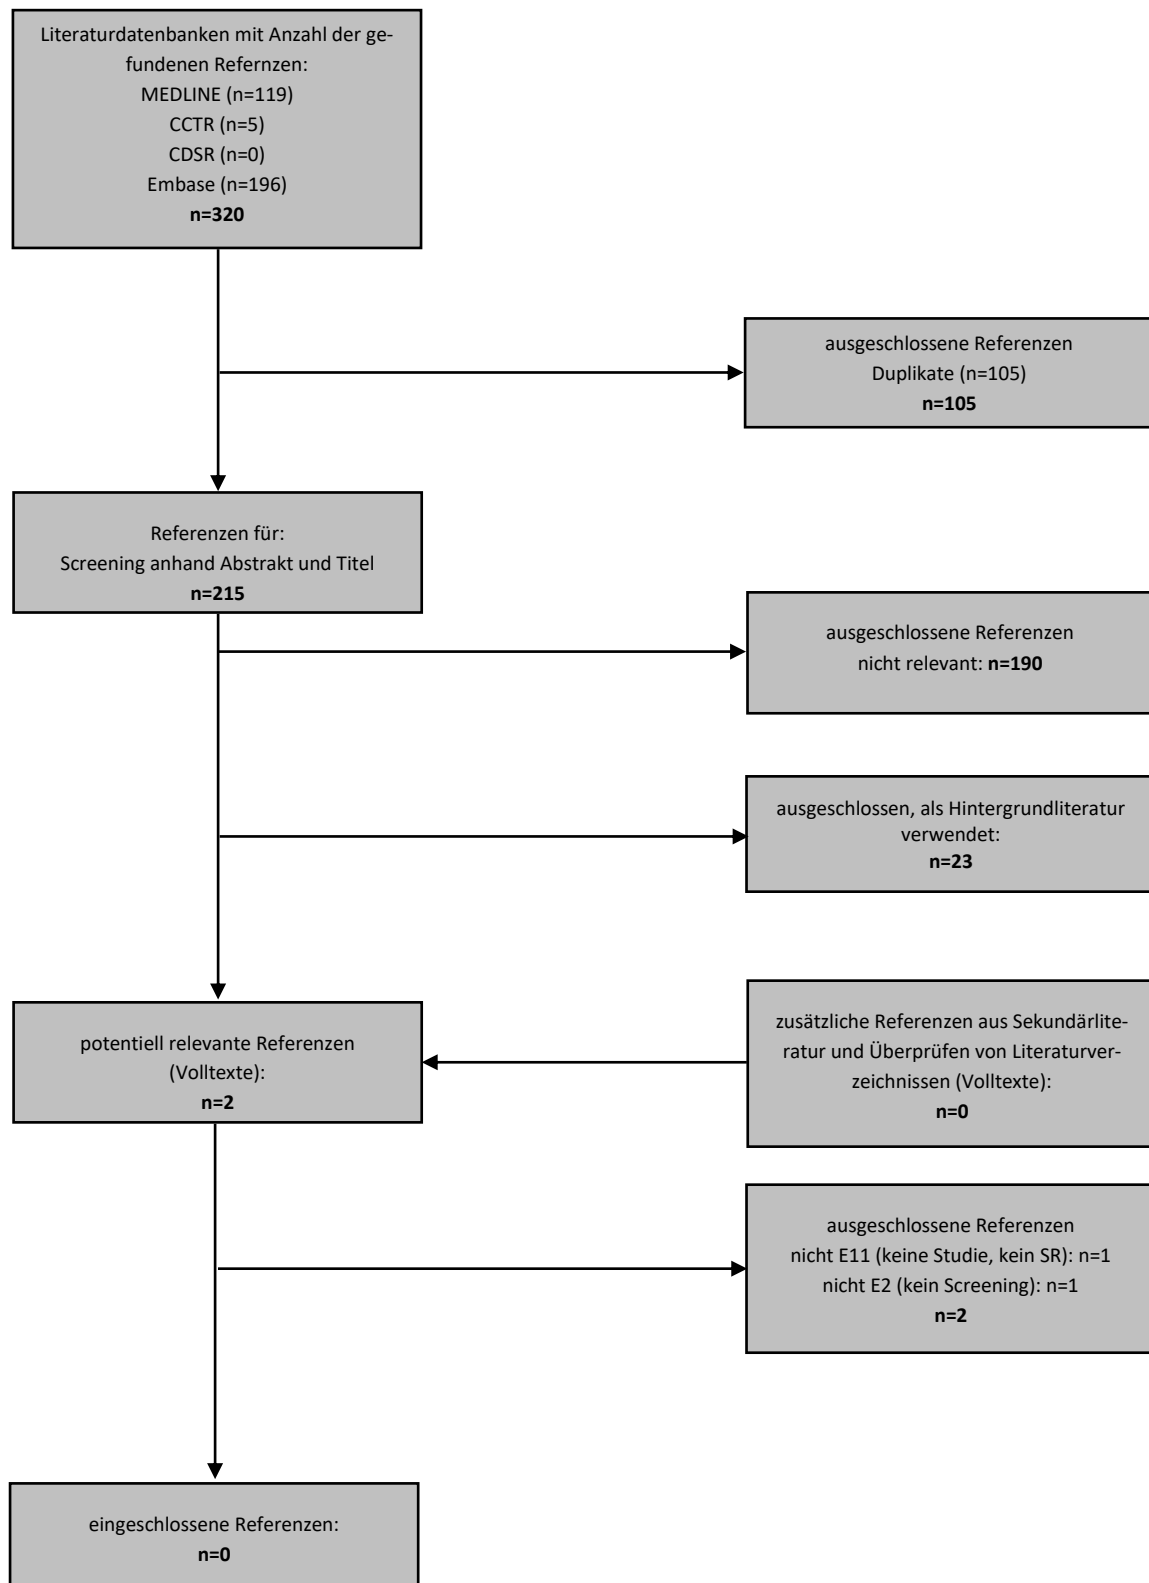 Literaturdatenbanken mit Anzahl der ge-
fundenen Refernzen:
MEDLINE (n=119)
CCTR (n=5)
CDSR (n=0)
Embase (n=196)
n=320
ausgeschlossene Referenzen
Duplikate (n=105)
n=105
Referenzen für:
Screening anhand Abstrakt und Titel
n=215
ausgeschlossene Referenzen
nicht relevant: n=190
ausgeschlossen, als Hintergrundliteratur
verwendet:
n=23
potentiell relevante Referenzen
(Volltexte):
n=2
zusätzliche Referenzen aus Sekundärlite-
ratur und Überprüfen von Literaturver-
zeichnissen (Volltexte):
n=0
ausgeschlossene Referenzen
nicht E11 (keine Studie, kein SR): n=1
nicht E2 (kein Screening): n=1
n=2
eingeschlossene Referenzen:
n=0